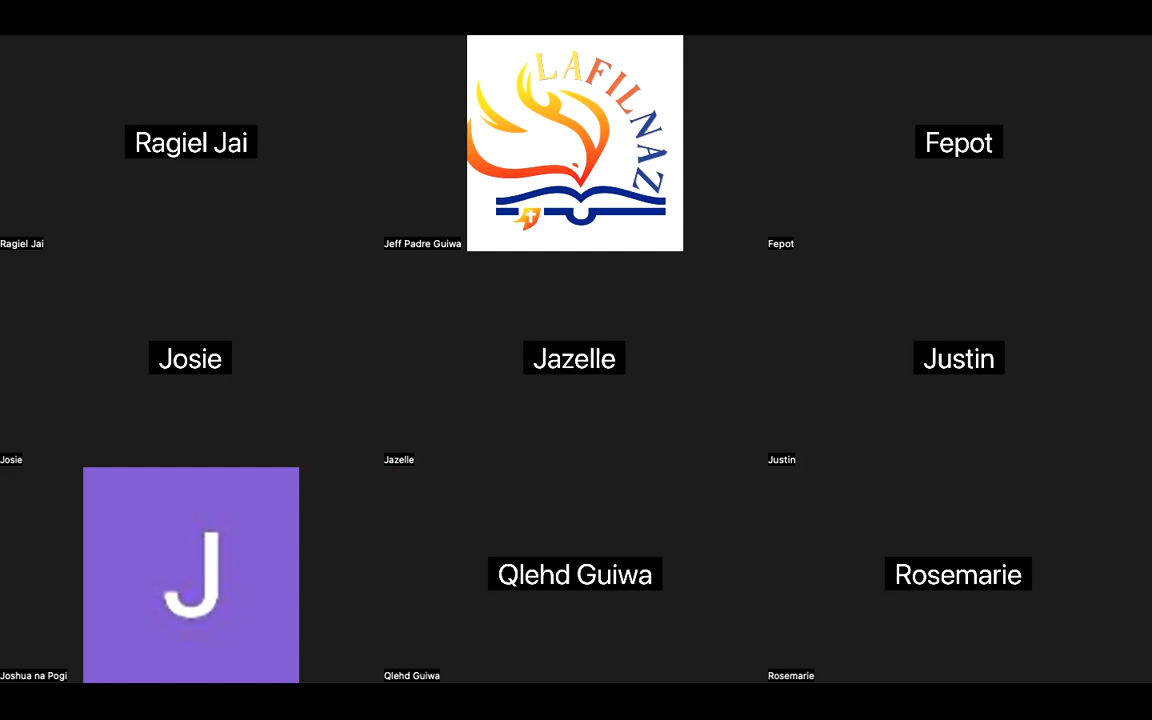 Ragiel Jai
LAFILNAZ
Fepot
Ragiel Jai
Jeff Padre Guiwa
Fepot
Josie
Jazelle
Justin
Josie
Jazelle
Justin
J
Qlehd Guiwa
Rosemarie
Joshua na Pogi
Qlehd Guiwa
Rosemarie